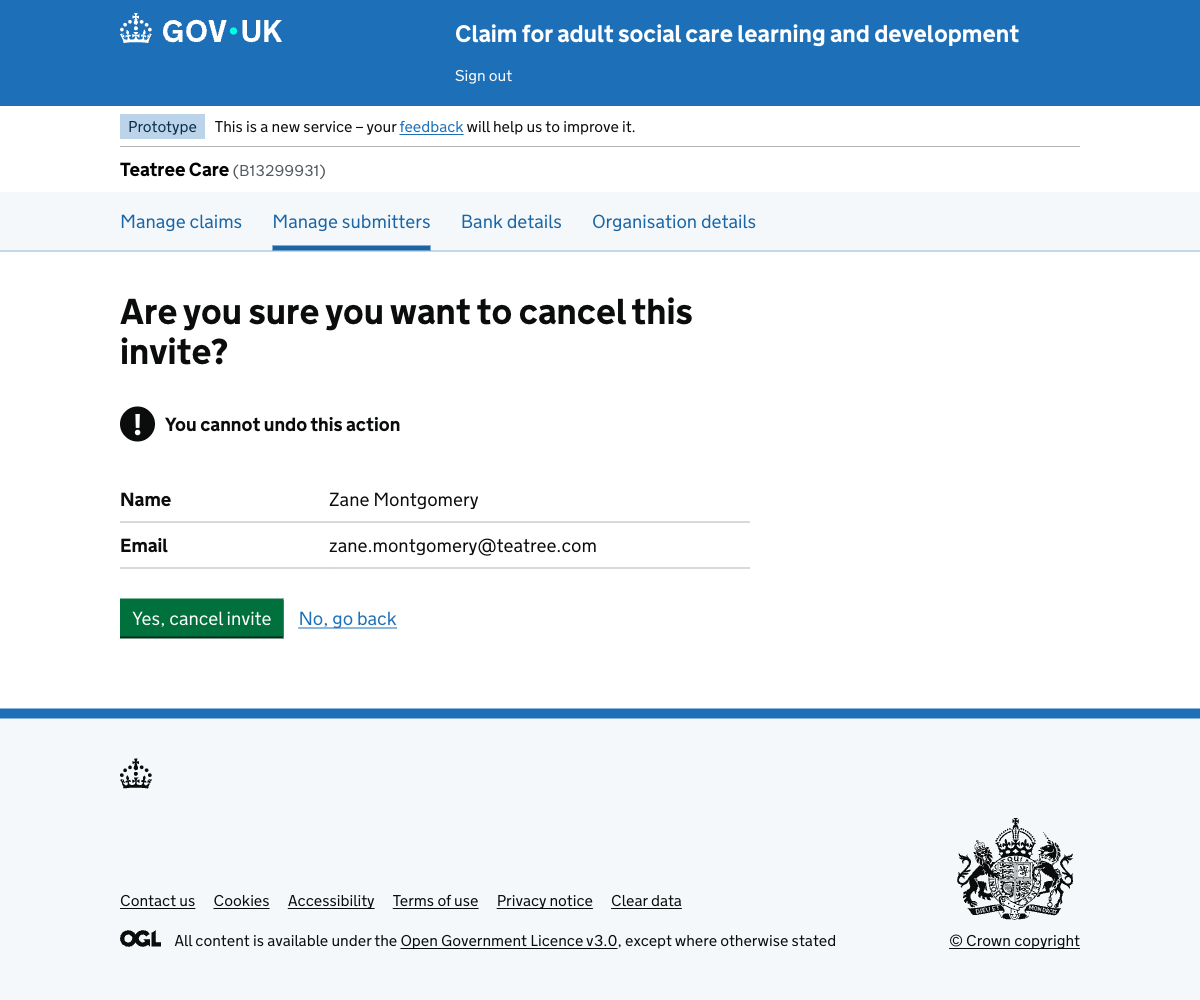 GOV·UK
Claim for adult social care learning and development
Sign out
Prototype This is a new service – your feedback will help us to improve it.
Teatree Care (B13299931)
Manage claims Manage submitters Bank details Organisation details
Are you sure you want to cancel this
invite?
! You cannot undo this action
Name Zane Montgomery
Email zane.montgomery@teatree.com
Yes, cancel invite No, go back
Contact us Cookies Accessibility Terms of use Privacy notice Clear data
OGL All content is available under the Open Government Licence v3.0, except where otherwise stated
© Crown copyright